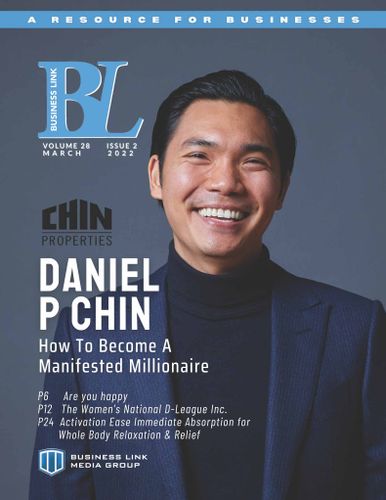 A RESOURCE FOR BUSINESSES
BUSINESS LINK
BL
VOLUME 28 ISSUE 2
MARCH 2022
CHIN
PROPERTIES
DANIEL
P CHIN
How To Become A
Manifested Millionaire
P6 Are you happy
P12 The Women's National D-League Inc.
P24 Activation Ease Immediate Absorption for
Whole Body Relaxation & Relief
BUSINESS LINK
MEDIA GROUP